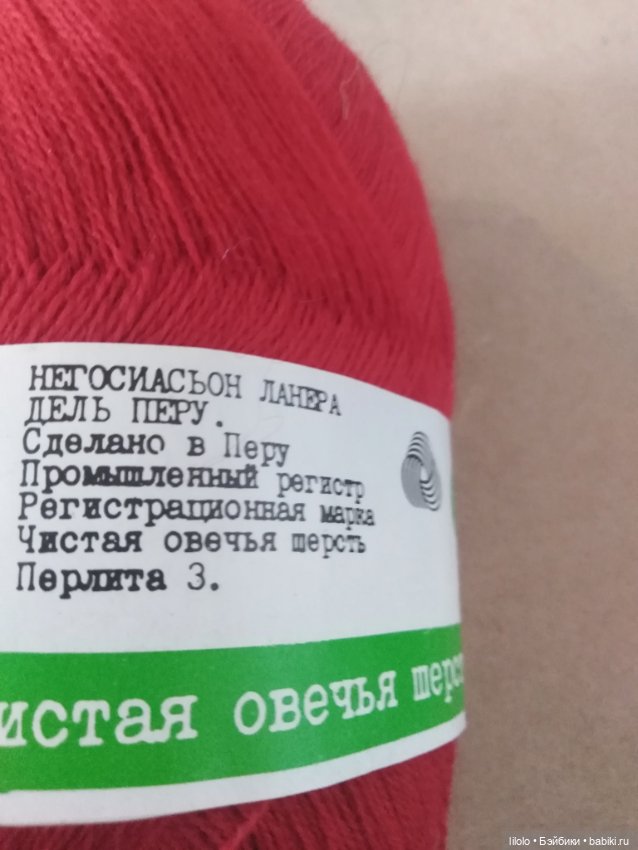 НЕГОСИАСЬОН ЛАНЕРА
ДЕЛЬ ПЕРУ.
Сделано в Перу
Промышленный регистр
Регистрационная марка
Чистая овечья шерсть
Перлита 3.
истая овечья шерс
lilolo • Бэйбики • babiki.ru